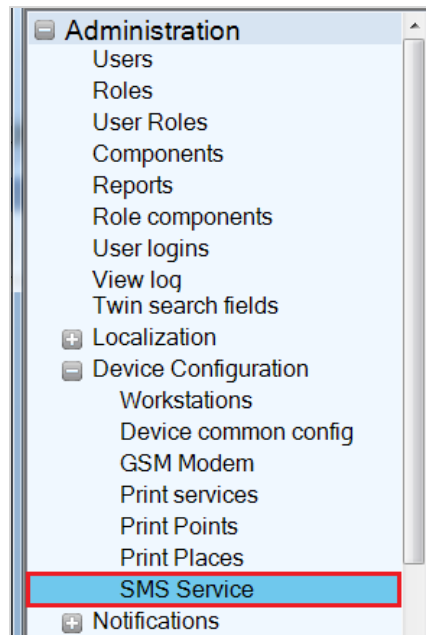 Administration
Users
Roles
User Roles
Components
Reports
Role components
User logins
View log
Twin search fields
Localization
Device Configuration
Workstations
Device common config
GSM Modem
Print services
Print Points
Print Places
SMS Service
Notifications